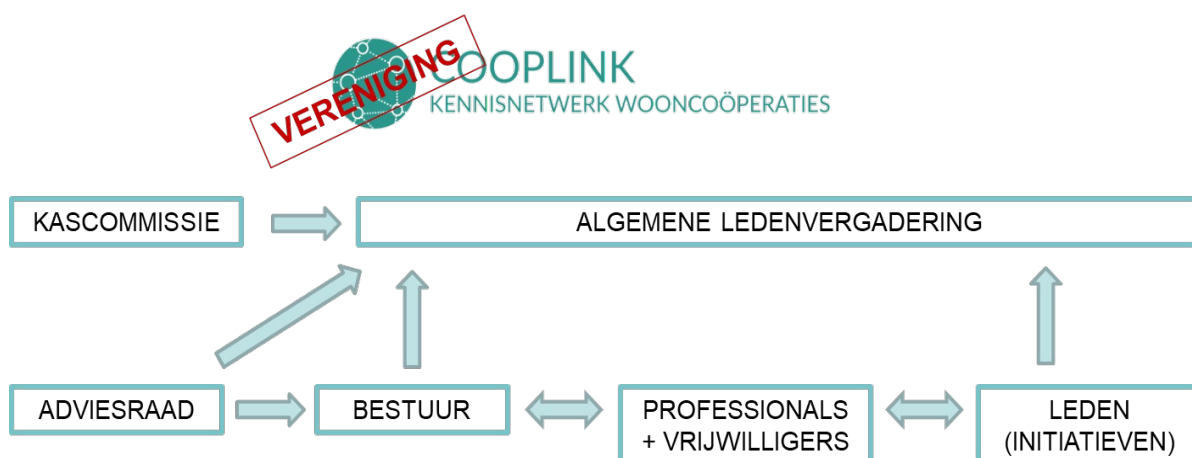 VERENIGING
COOPLINK
KENNISNETWERK WOONCOÖPERATIES
KASCOMMISSIE
ALGEMENE LEDENVERGADERING
ADVIESRAAD
BESTUUR
PROFESSIONALS
+ VRIJWILLIGERS
LEDEN
(INITIATIEVEN)